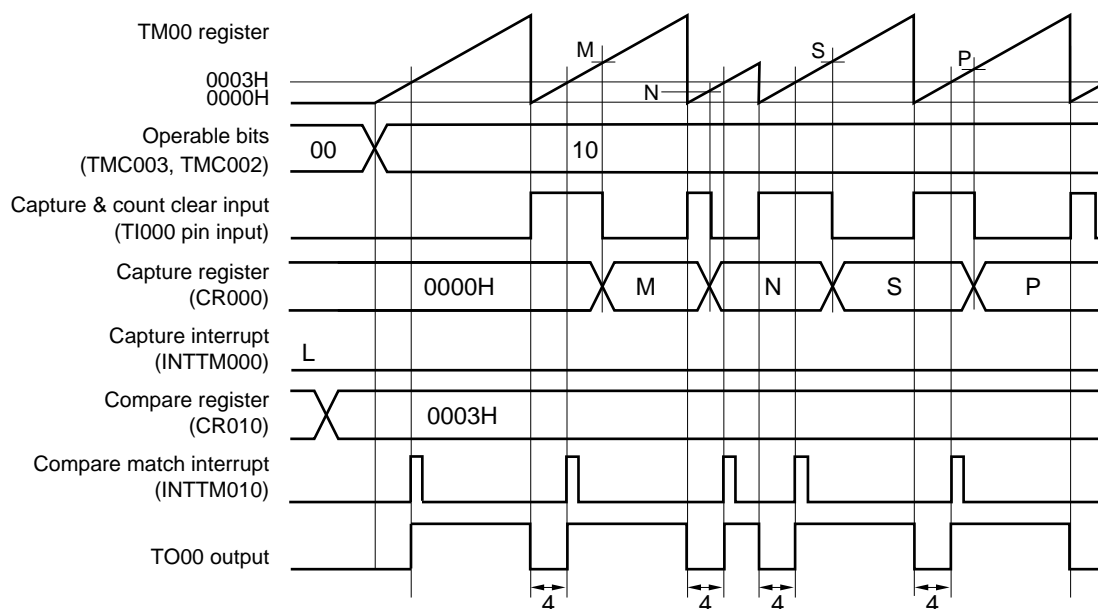 TM00 register
M
S
P
0003H
N
0000H
Operable bits
(TMC003, TMC002)
00
10
Capture & count clear input
(TI000 pin input)
Capture register
(CR000)
0000H
M
N
S
P
Capture interrupt
(INTTM000)
L
Compare register
(CR010)
0003H
Compare match interrupt
(INTTM010)
TO00 output
4
4
4
4